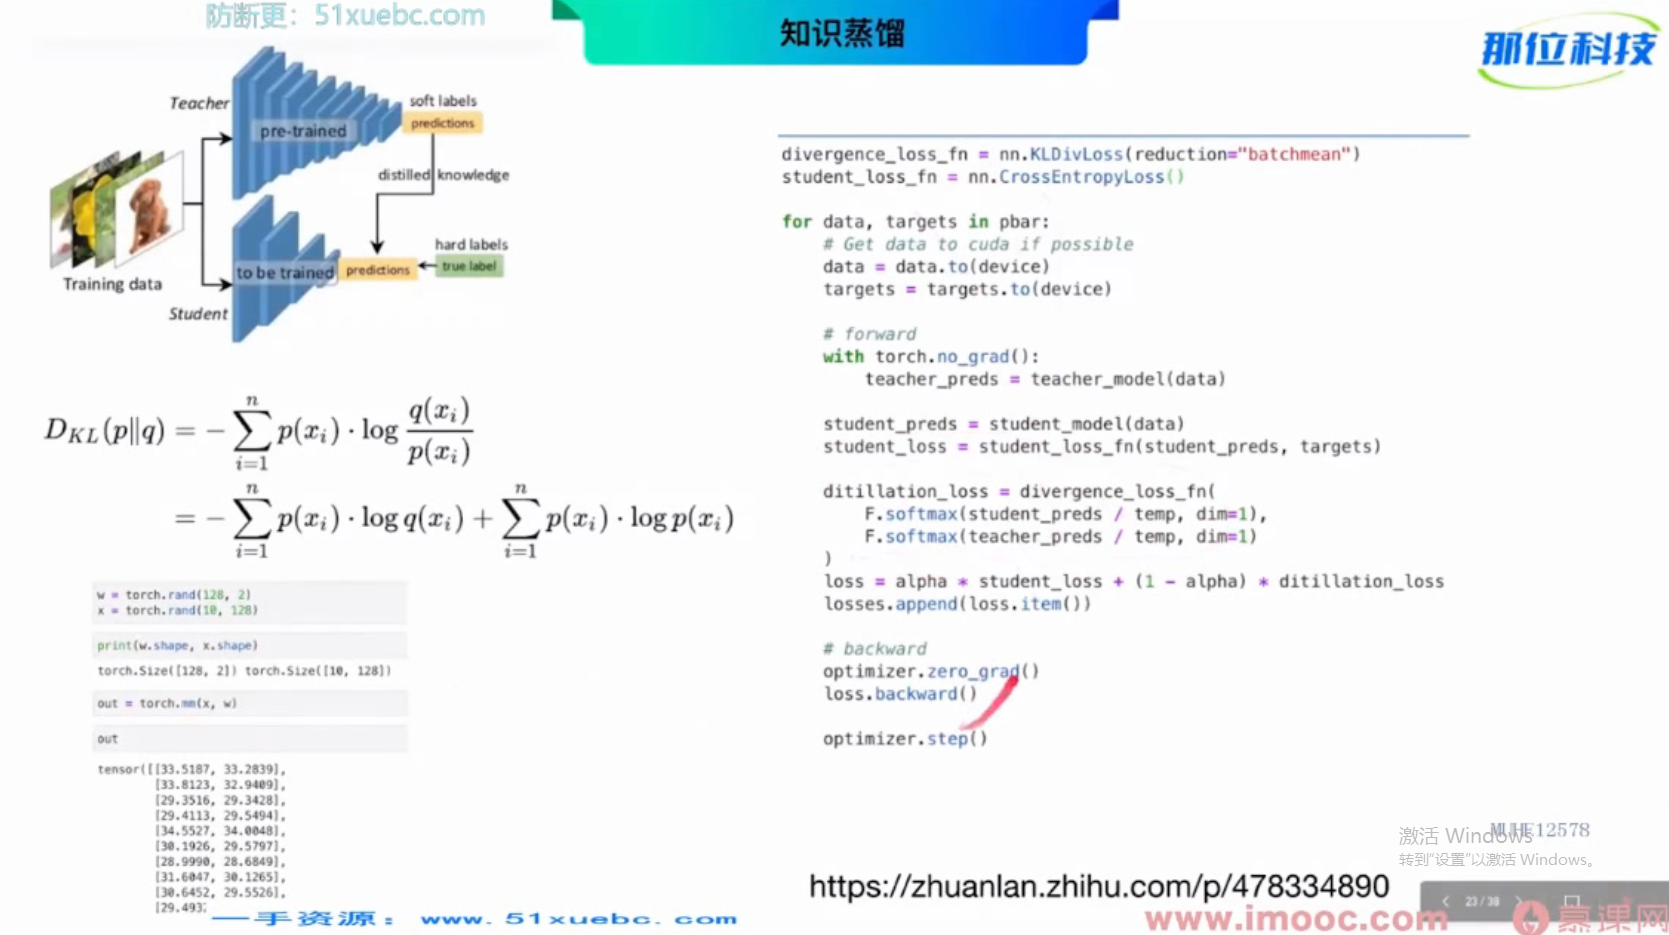 防断更：51xuebc.com
知识蒸馏
那位科技
Teacher
pre-trained
soft labels
predictions
distilled knowledge
Training data
to be trained
predictions
hard labels
true label
Student
D_{KL}(p||q) = -\sum_{i=1}^{n} p(x_i) \cdot \log \frac{q(x_i)}{p(x_i)}
= -\sum_{i=1}^{n} p(x_i) \cdot \log q(x_i) + \sum_{i=1}^{n} p(x_i) \cdot \log p(x_i)
w = torch.rand(128, 2)
x = torch.rand(10, 128)
print(w.shape, x.shape)
torch.Size([128, 2]) torch.Size([10, 128])
out = torch.mm(x, w)
out
tensor([[33.5187, 33.2839],
[33.8123, 32.9409],
[29.3516, 29.3428],
[29.4113, 29.5494],
[34.5527, 34.0048],
[30.1926, 29.5797],
[28.9990, 28.6849],
[31.6047, 30.1265],
[30.6452, 29.5526],
[29.493
一手资源：www.51xuebc.com
divergence_loss_fn = nn.KLDivLoss(reduction="batchmean")
student_loss_fn = nn.CrossEntropyLoss()
for data, targets in pbar:
# Get data to cuda if possible
data = data.to(device)
targets = targets.to(device)
# forward
with torch.no_grad():
teacher_preds = teacher_model(data)
student_preds = student_model(data)
student_loss = student_loss_fn(student_preds, targets)
ditillation_loss = divergence_loss_fn(
F.softmax(student_preds / temp, dim=1),
F.softmax(teacher_preds / temp, dim=1)
)
loss = alpha * student_loss + (1 - alpha) * ditillation_loss
losses.append(loss.item())
# backward
optimizer.zero_grad()
loss.backward()
optimizer.step()
激活 Windows
转到“设置”以激活 Windows。
https://zhuanlan.zhihu.com/p/478334890
23/38
www.imooc.com
慕课网